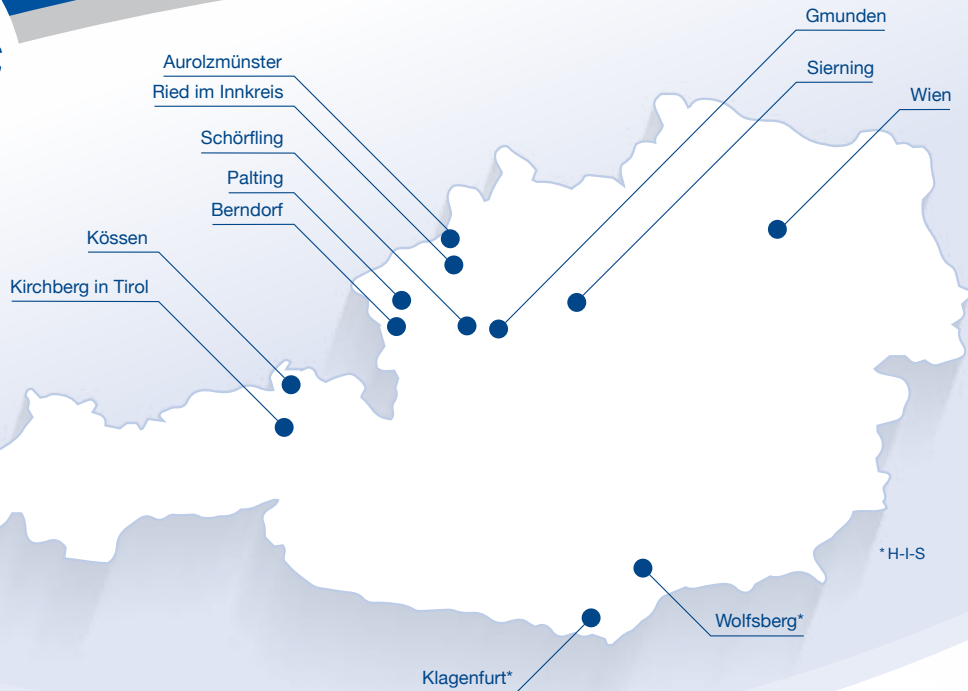 Gmunden
Aurolzmünster
Sierning
Ried im Innkreis
Wien
Schörfling
Palting
Berndorf
Kössen
Kirchberg in Tirol
* H-I-S
Wolfsberg*
Klagenfurt*